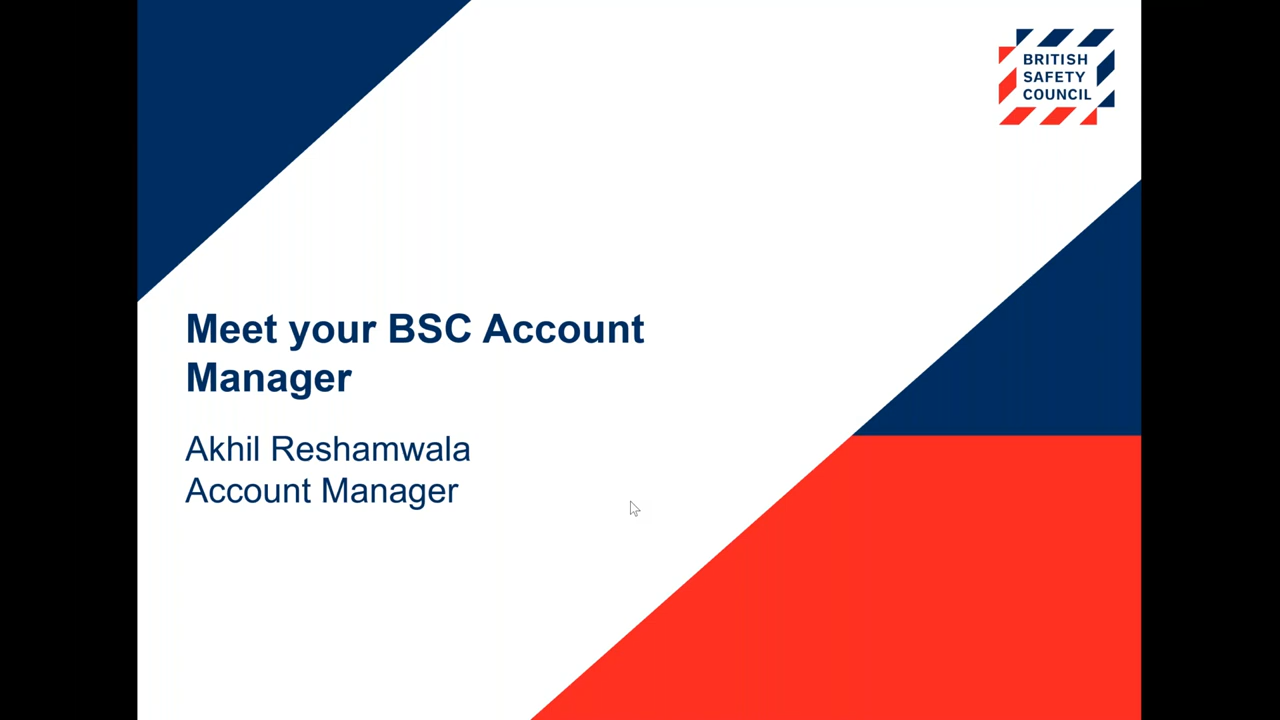 BRITISH
SAFETY
COUNCIL
Meet your BSC Account
Manager
Akhil Reshamwala
Account Manager